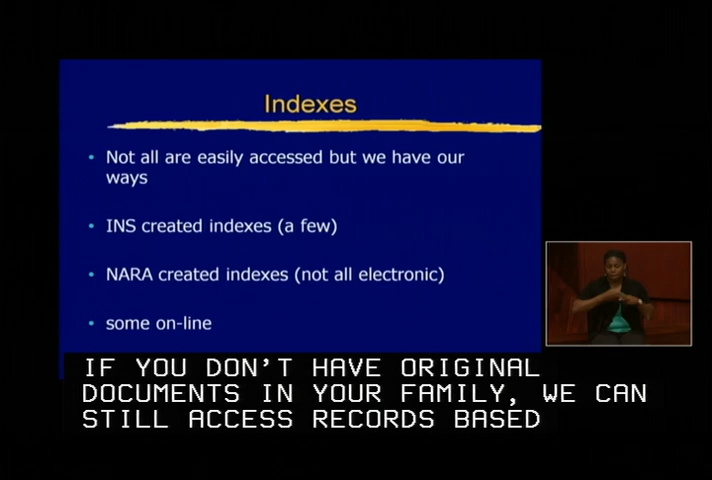 Indexes
• Not all are easily accessed but we have our
ways
• INS created indexes (a few)
• NARA created indexes (not all electronic)
• some on-line
IF YOU DON'T HAVE ORIGINAL
DOCUMENTS IN YOUR FAMILY, WE CAN
STILL ACCESS RECORDS BASED